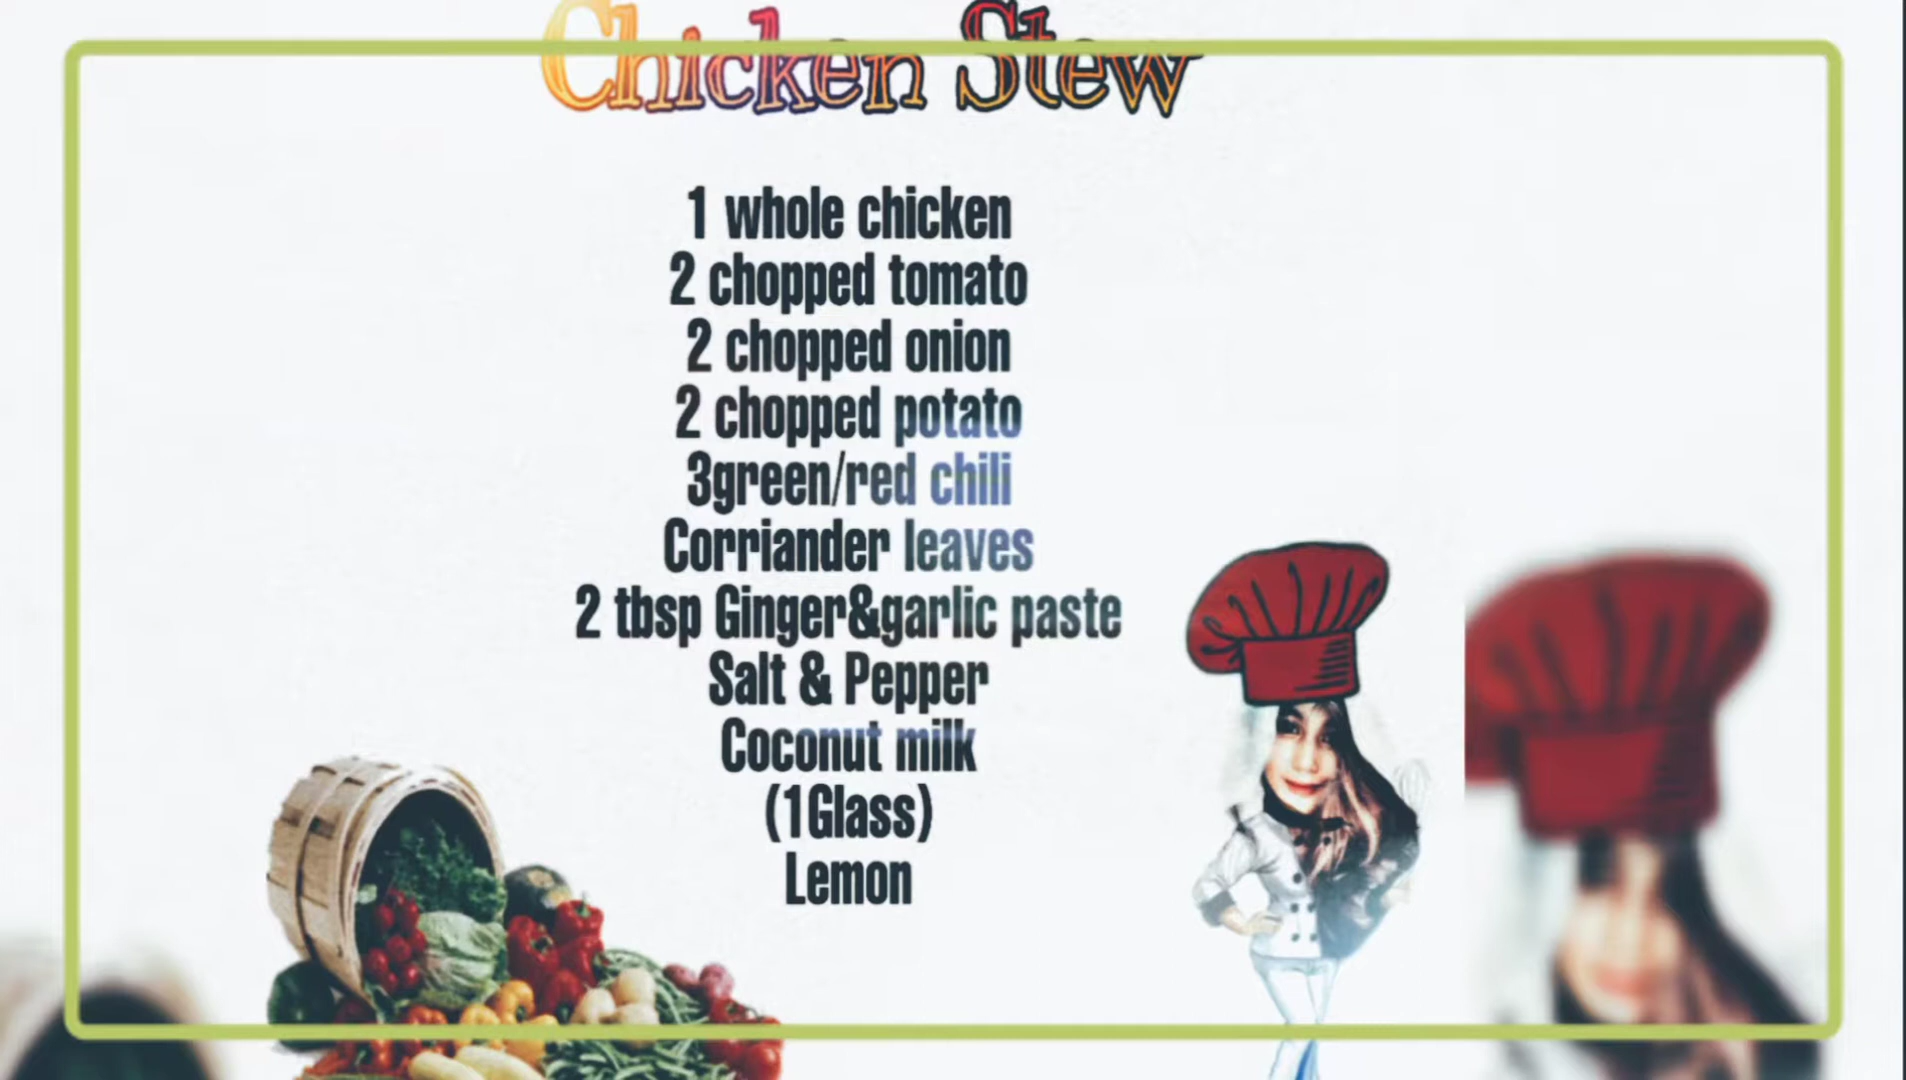 Chicken Stew
1 whole chicken
2 chopped tomato
2 chopped onion
2 chopped potato
3green/red chili
Corriander leaves
2 tbsp Ginger&garlic paste
Salt & Pepper
Coconut milk
(1Glass)
Lemon